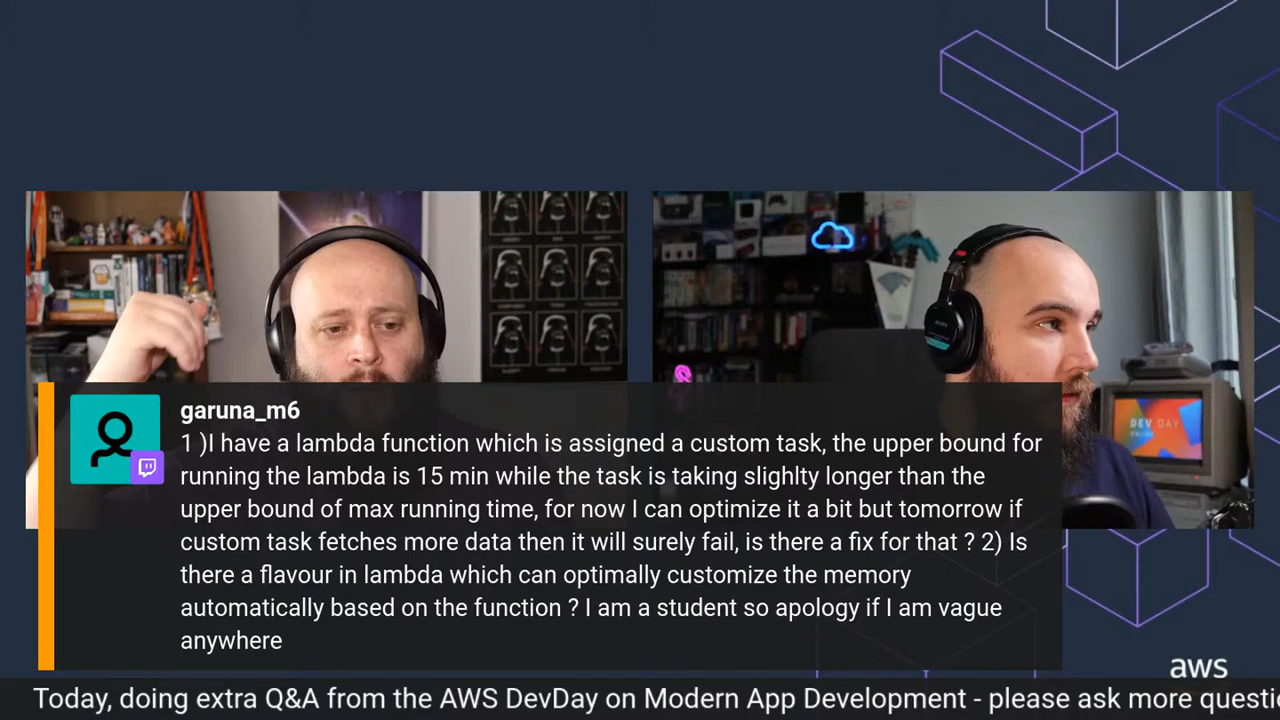 DEV DAY
garuna_m6
1 )I have a lambda function which is assigned a custom task, the upper bound for
running the lambda is 15 min while the task is taking slighlty longer than the
upper bound of max running time, for now I can optimize it a bit but tomorrow if
custom task fetches more data then it will surely fail, is there a fix for that ? 2) Is
there a flavour in lambda which can optimally customize the memory
automatically based on the function ? I am a student so apology if I am vague
anywhere
aws
Today, doing extra Q&A from the AWS DevDay on Modern App Development - please ask more questi